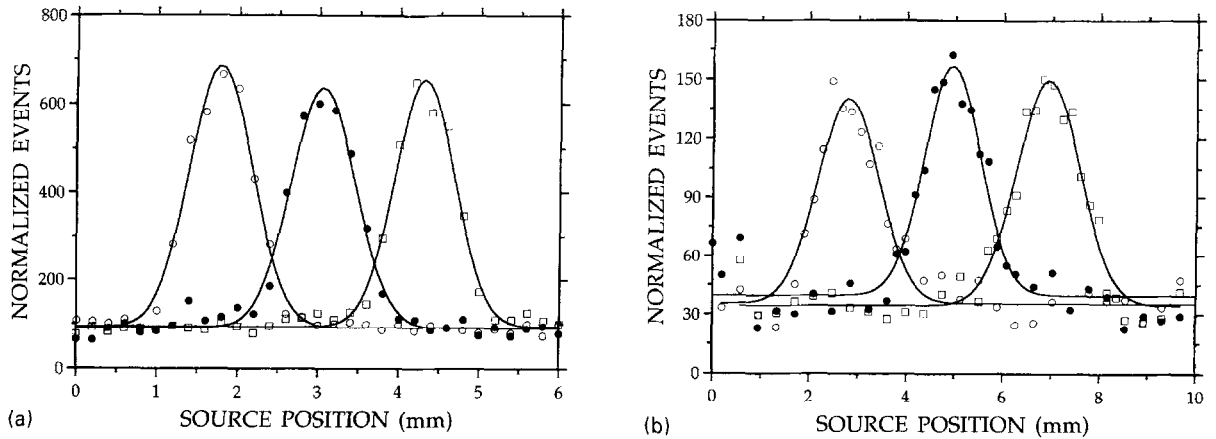 800
600
400
200
0
NORMALIZED EVENTS
0 1 2 3 4 5 6
SOURCE POSITION (mm)
(a)
180
150
120
90
60
30
0
NORMALIZED EVENTS
0 2 4 6 8 10
SOURCE POSITION (mm)
(b)